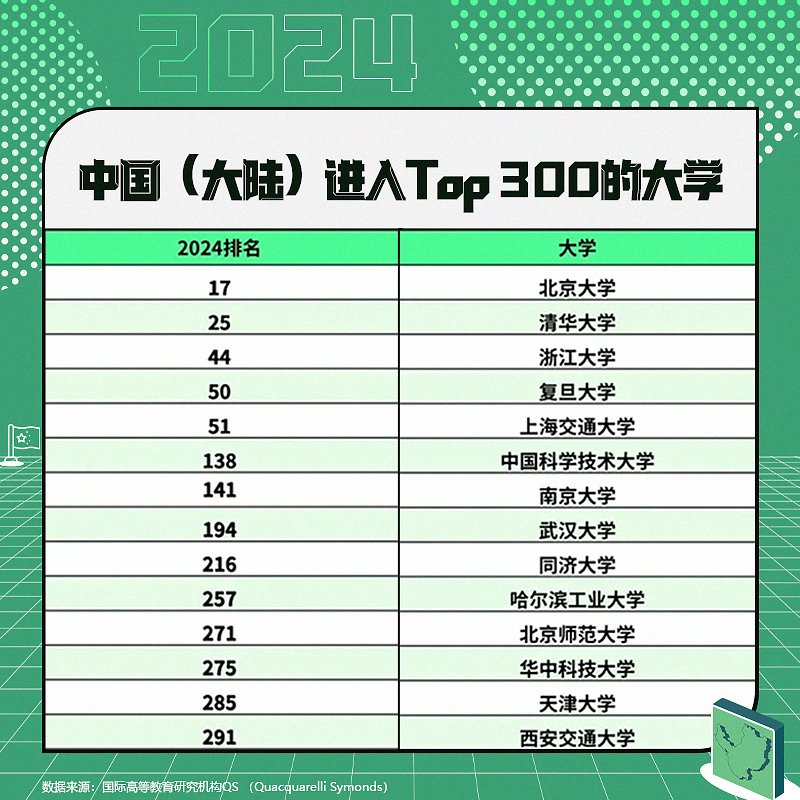 2024
中国（大陆）进入Top 300的大学
2024排名 大学
17 北京大学
25 清华大学
44 浙江大学
50 复旦大学
51 上海交通大学
138 中国科学技术大学
141 南京大学
194 武汉大学
216 同济大学
257 哈尔滨工业大学
271 北京师范大学
275 华中科技大学
285 天津大学
291 西安交通大学
数据来源：国际高等教育研究机构QS （Quacquarelli Symonds）